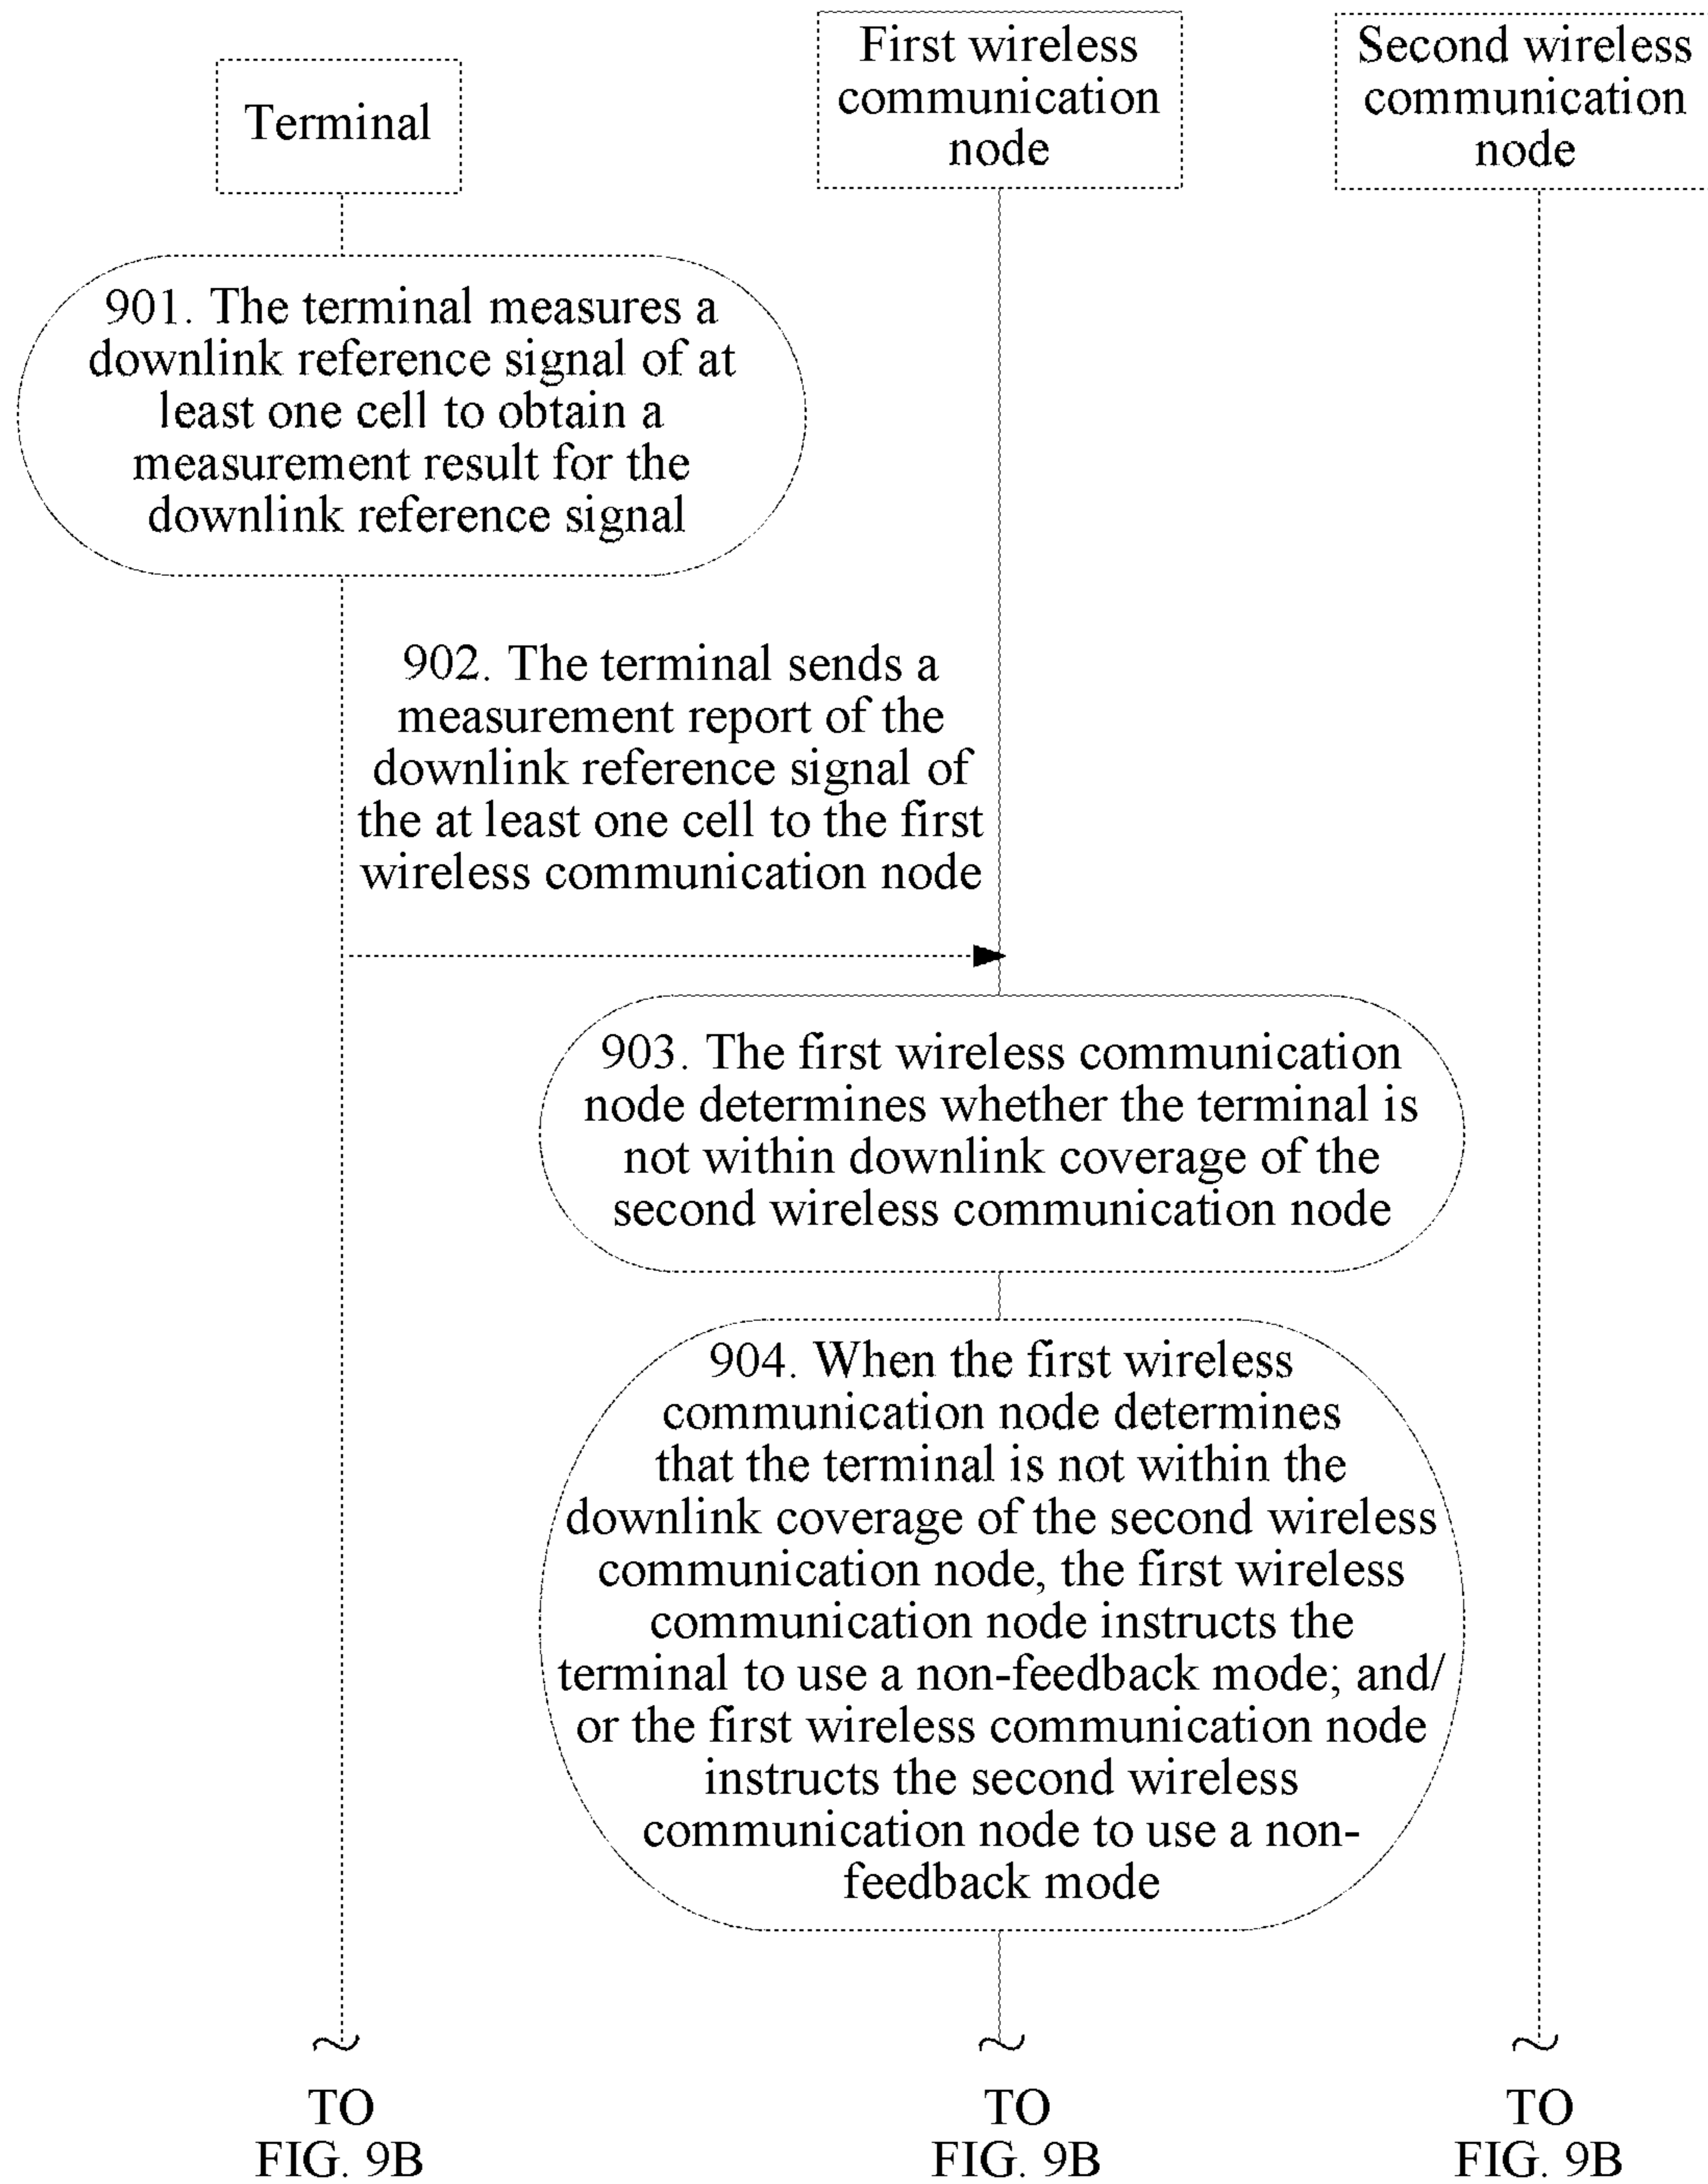 Terminal
First wireless
communication
node
Second wireless
communication
node
901. The terminal measures a
downlink reference signal of at
least one cell to obtain a
measurement result for the
downlink reference signal
902. The terminal sends a
measurement report of the
downlink reference signal of
the at least one cell to the first
wireless communication node
903. The first wireless communication
node determines whether the terminal is
not within downlink coverage of the
second wireless communication node
904. When the first wireless
communication node determines
that the terminal is not within the
downlink coverage of the second wireless
communication node, the first wireless
communication node instructs the
terminal to use a non-feedback mode; and/
or the first wireless communication node
instructs the second wireless
communication node to use a non-
feedback mode
TO
FIG. 9B
TO
FIG. 9B
TO
FIG. 9B